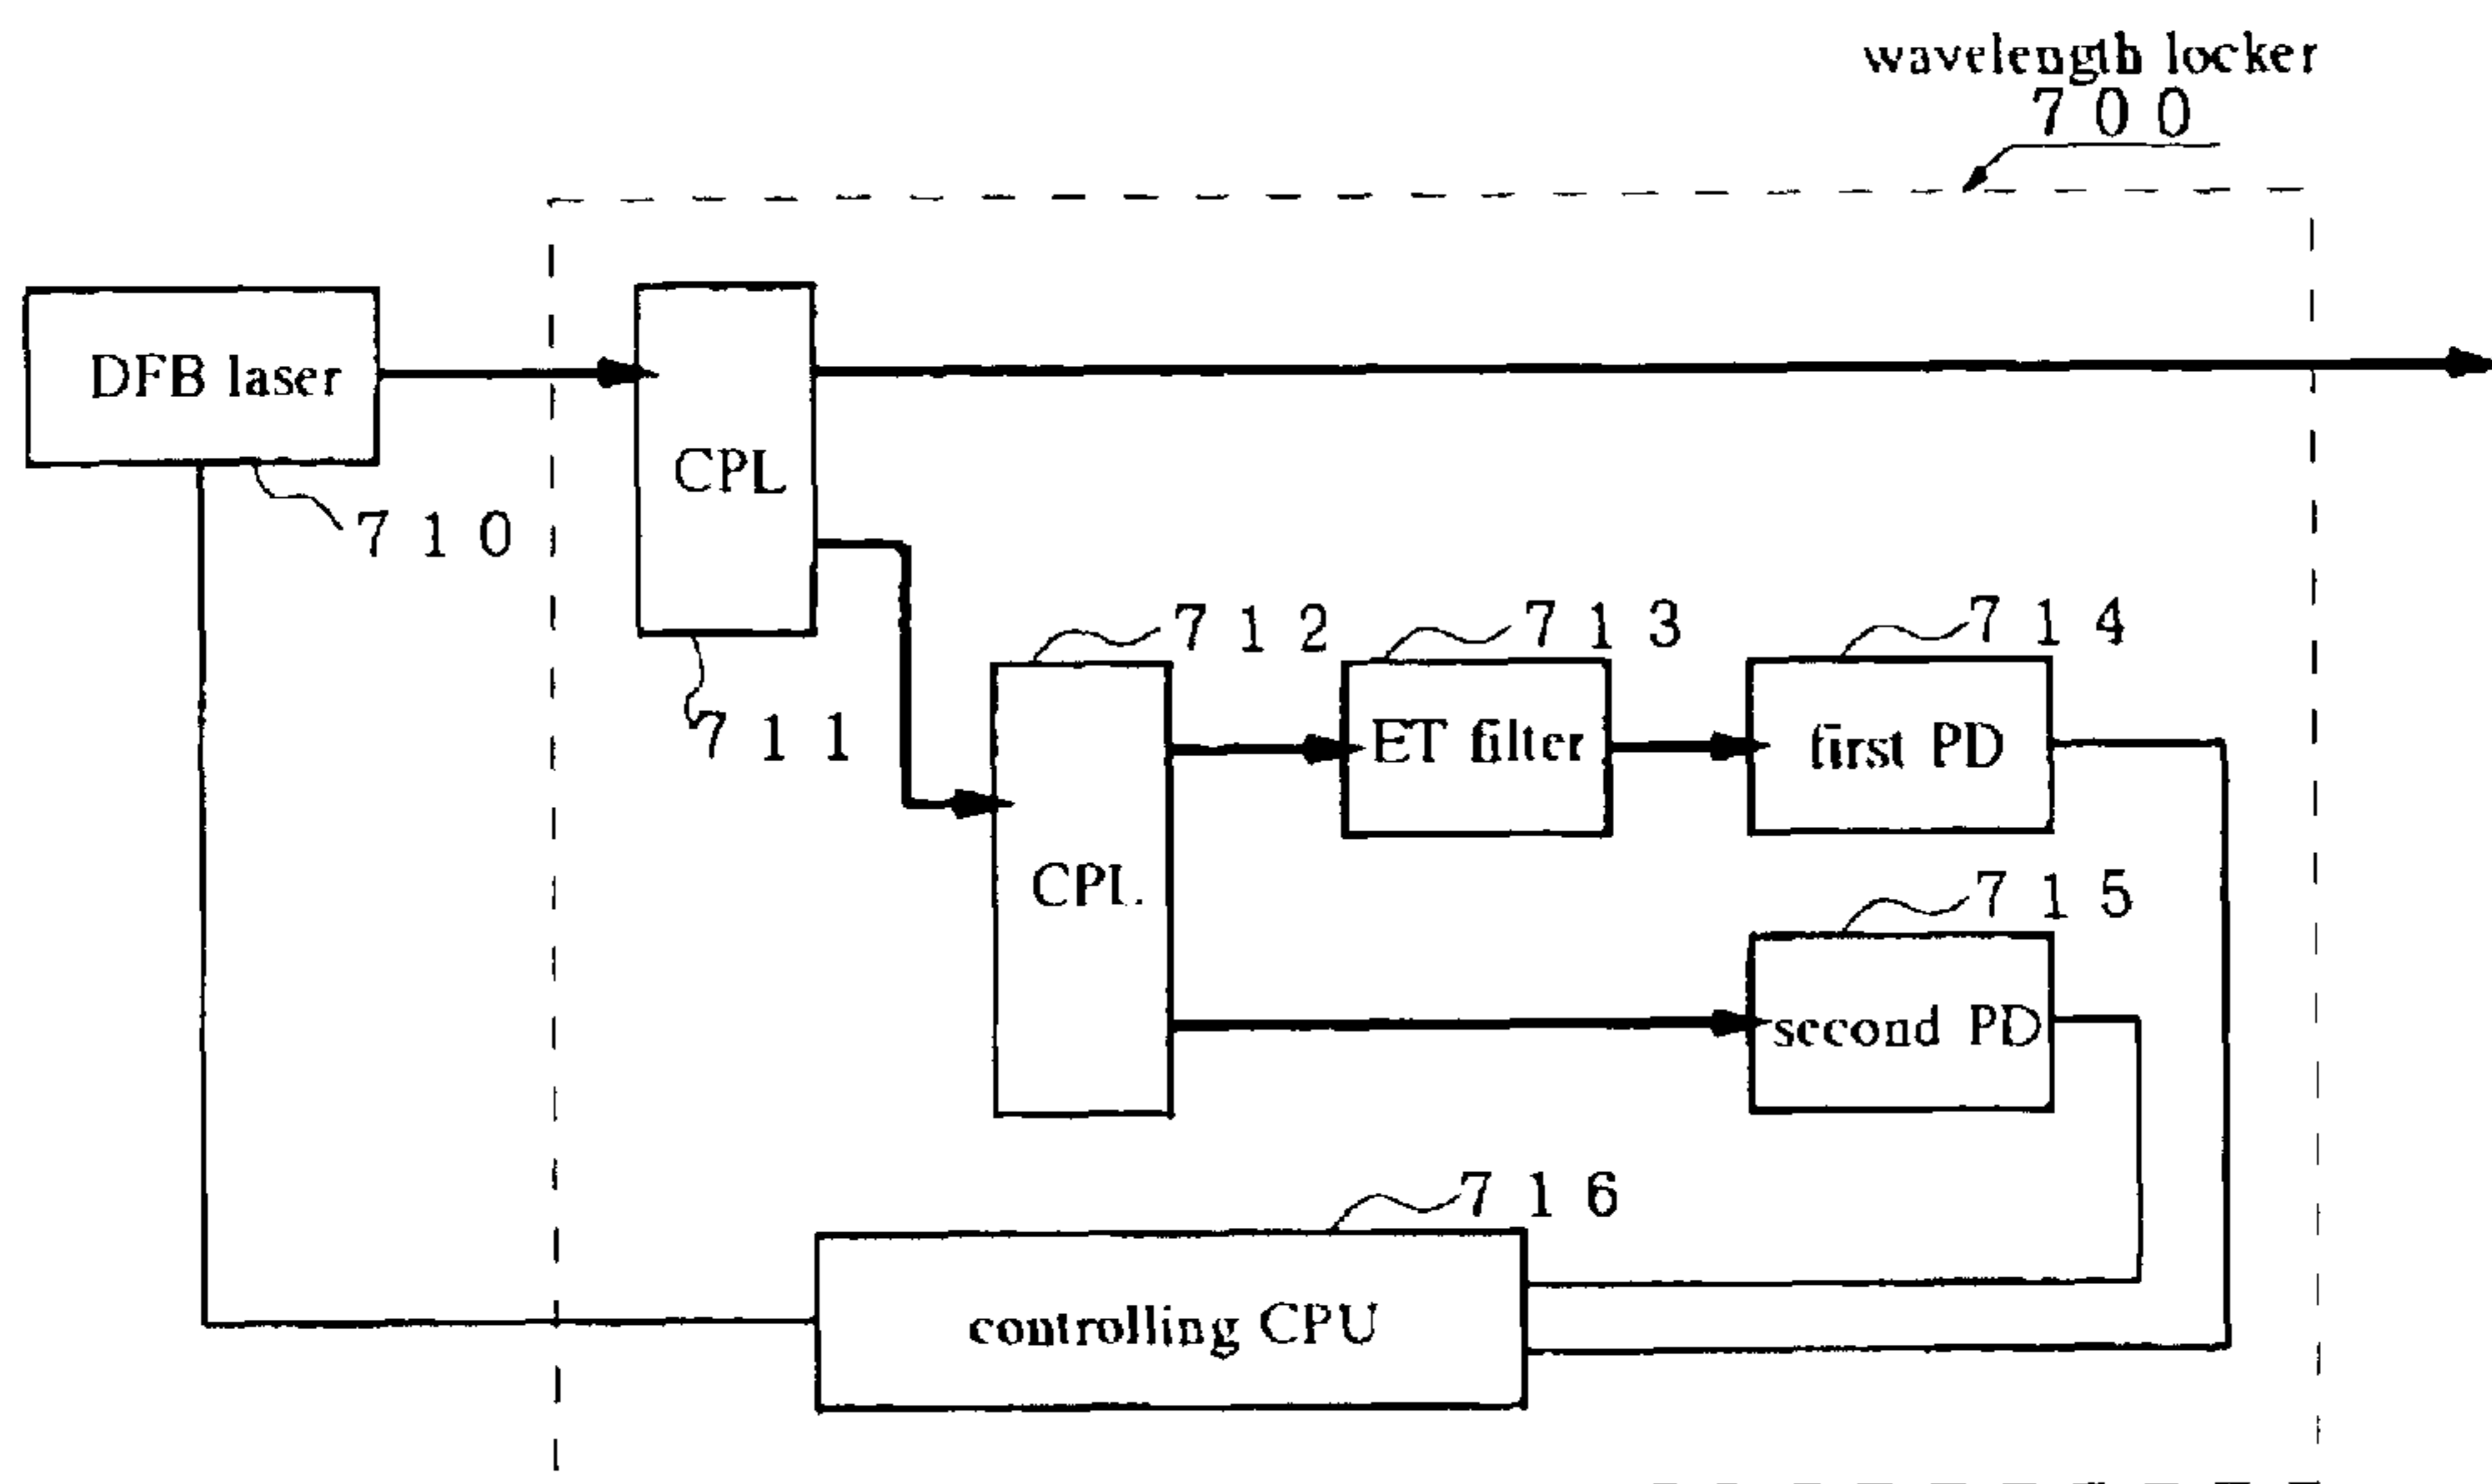 wavelength locker
700
DFB laser
CPL
710
711
712
713
714
ET filter
first PD
CPL
715
second PD
716
controlling CPU